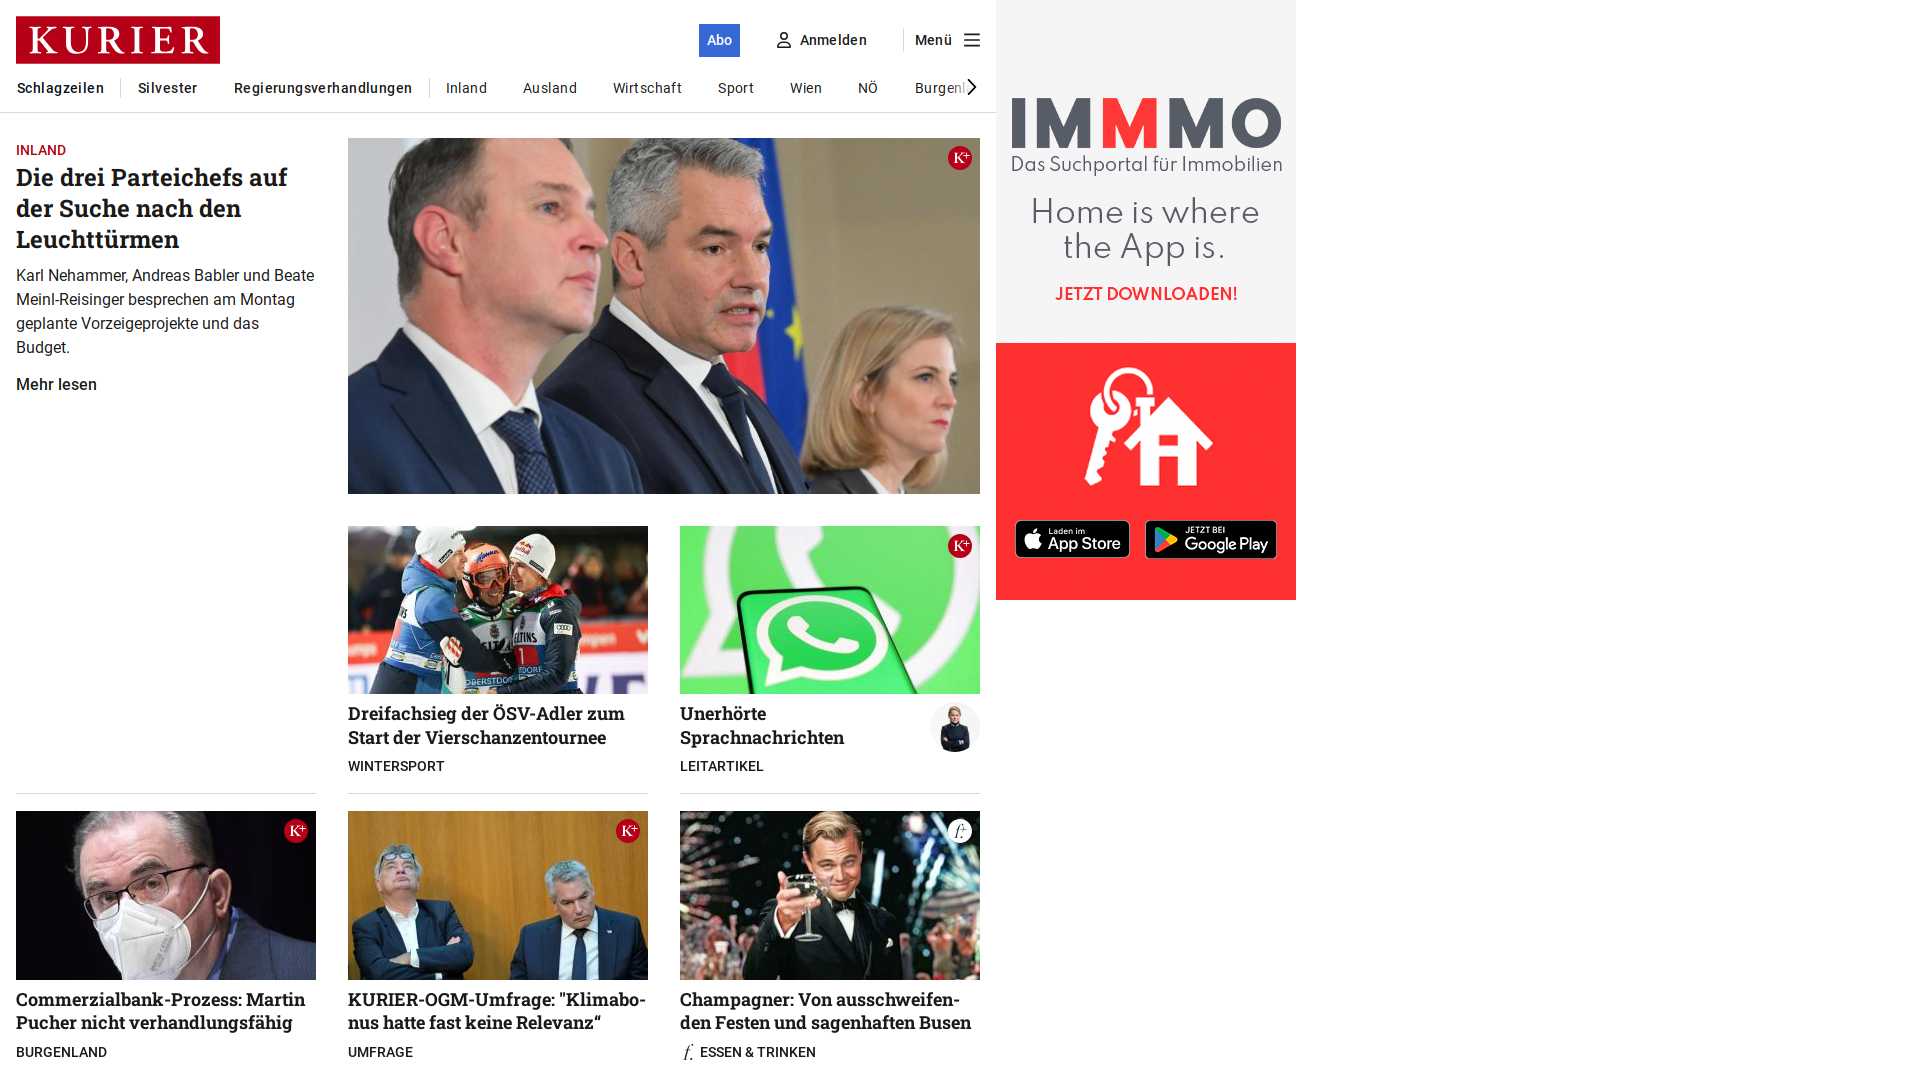 KURIER
Abo
Anmelden
Menü
Schlagzeilen
Silvester
Regierungsverhandlungen
Inland
Ausland
Wirtschaft
Sport
Wien
NÖ
Burgenl
INLAND
Die drei Parteichefs auf
der Suche nach den
Leuchttürmen
Karl Nehammer, Andreas Babler und Beate
Meinl-Reisinger besprechen am Montag
geplante Vorzeigeprojekte und das
Budget.
Mehr lesen
K+
K+
Dreifachsieg der ÖSV-Adler zum
Start der Vierschanzentournee
WINTERSPORT
Unerhörte
Sprachnachrichten
LEITARTIKEL
K+
K+
f+
Commerzialbank-Prozess: Martin
Pucher nicht verhandlungsfähig
BURGENLAND
KURIER-OGM-Umfrage: "Klimabo-
nus hatte fast keine Relevanz“
UMFRAGE
Champagner: Von ausschweifen-
den Festen und sagenhaften Busen
f. ESSEN & TRINKEN
IMMMO
Das Suchportal für Immobilien
Home is where
the App is.
JETZT DOWNLOADEN!
Laden im
App Store
JETZT BEI
Google Play